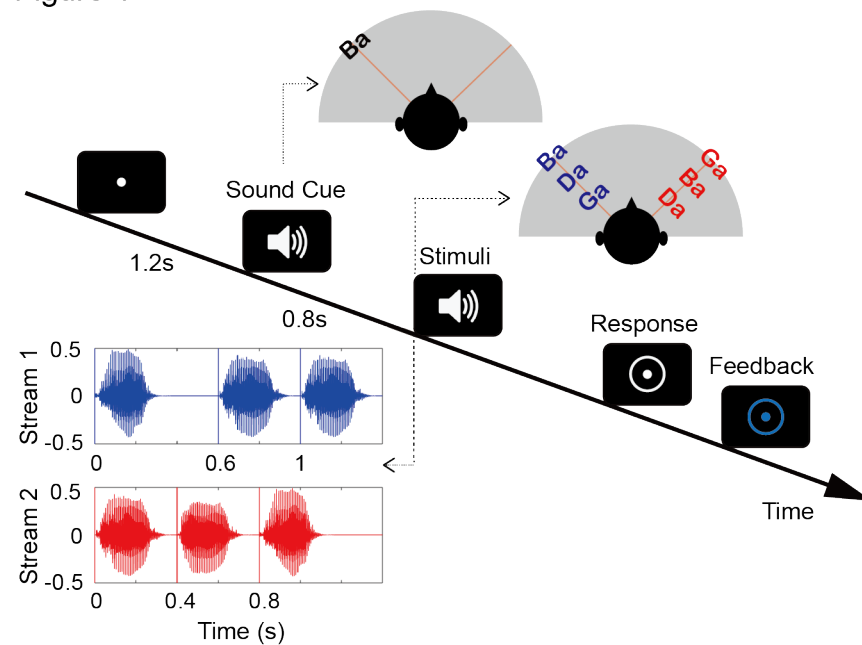 Ba
Sound Cue
1.2s
Ba
Da
Ga
Ga
Ba
Da
Stimuli
0.8s
Response
Feedback
Time
Stream 1
0.5
0
-0.5
0 0.6 1
Stream 2
0.5
0
-0.5
0 0.4 0.8
Time (s)